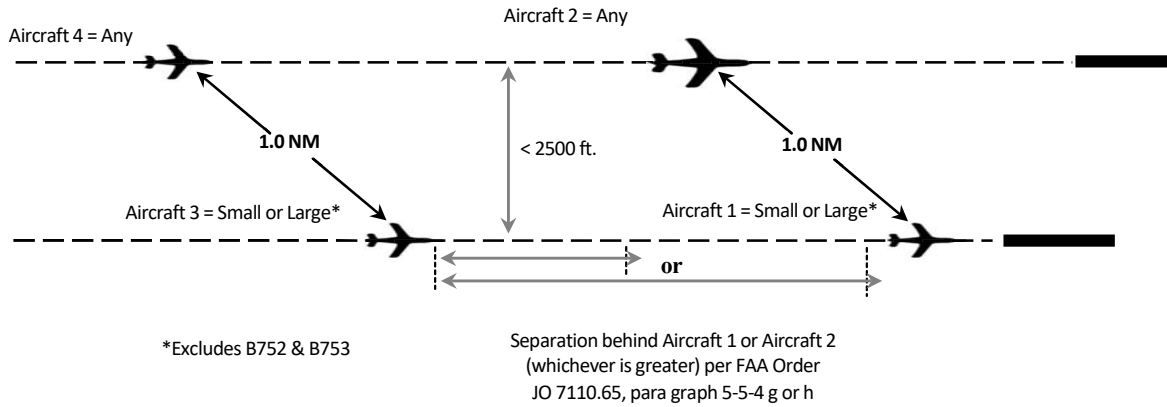 Aircraft 2 = Any
Aircraft 4 = Any
1.0 NM
< 2500 ft.
1.0 NM
Aircraft 3 = Small or Large*
Aircraft 1 = Small or Large*
or
*Excludes B752 & B753
Separation behind Aircraft 1 or Aircraft 2
(whichever is greater) per FAA Order
JO 7110.65, para graph 5-5-4 g or h